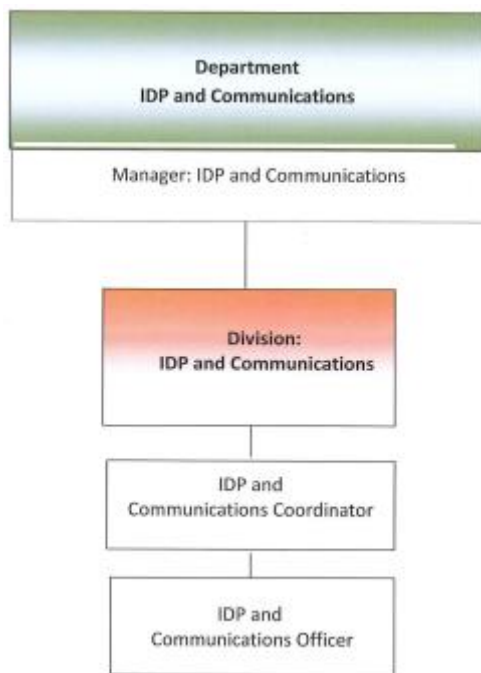 Department
IDP and Communications
Manager: IDP and Communications
Division:
IDP and Communications
IDP and
Communications Coordinator
IDP and
Communications Officer